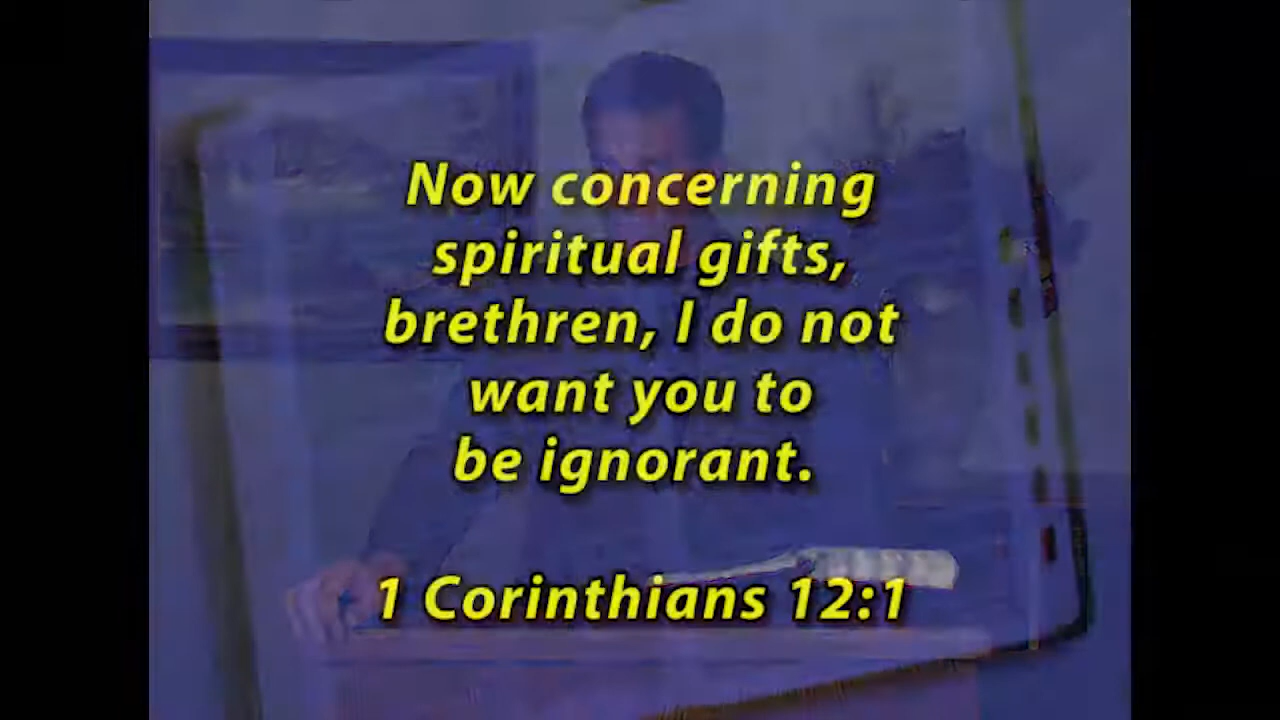 Now concerning
spiritual gifts,
brethren, I do not
want you to
be ignorant.
1 Corinthians 12:1